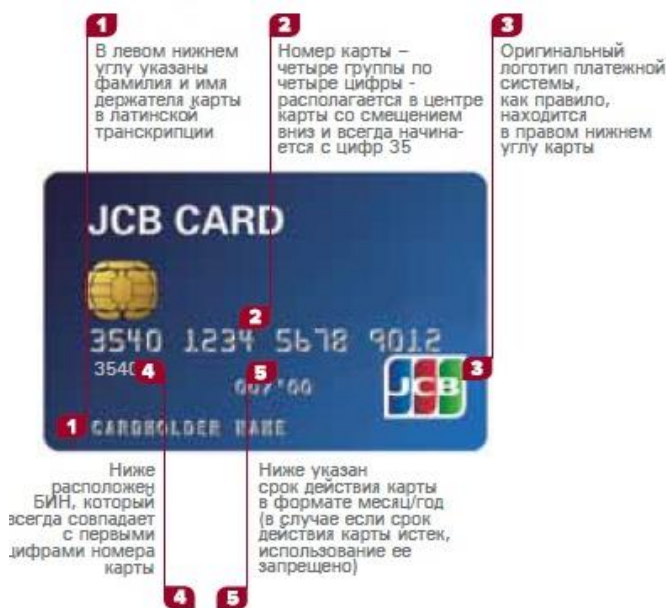 1
В левом нижнем
углу указаны
фамилия и имя
держателя карты
в латинской
транскрипции
2
Номер карты –
четыре группы по
четыре цифры -
располагается в центре
карты со смещением
вниз и всегда начина-
ется с цифр 35
3
Оригинальный
логотип платежной
системы,
как правило,
находится
в правом нижнем
углу карты
JCB CARD
2
3540 1234 5678 9012
3540
4
5
00/'00
JCB
3
1
CARDHOLDER NAME
Ниже
расположен
БИН, который
всегда совпадает
с первыми
цифрами номера
карты
Ниже указан
срок действия карты
в формате месяц/год
(в случае если срок
действия карты истек,
использование ее
запрещено)
4
5